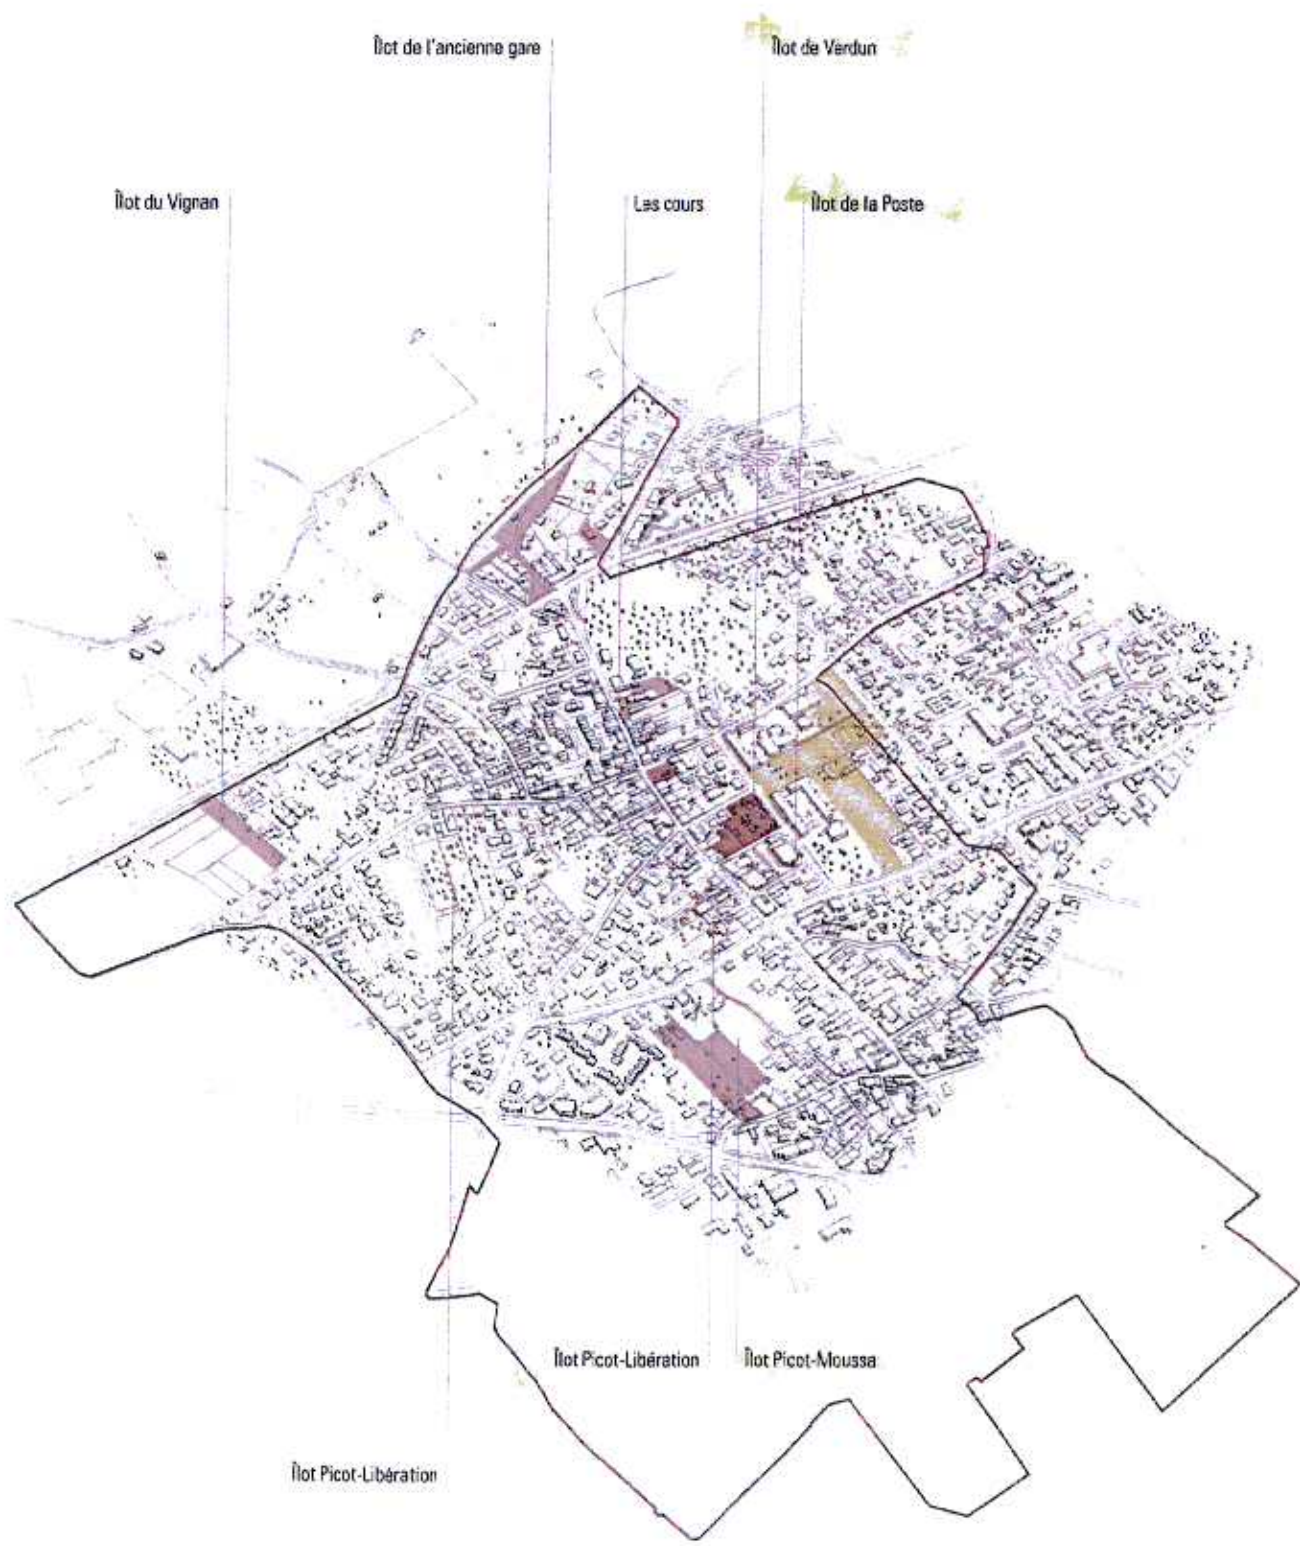 Îlot de l'ancienne gare
Îlot de Verdun
Îlot du Vignan
Les cours
Îlot de la Poste
Îlot Picot-Libération
Îlot Picot-Moussa
Îlot Picot-Libération